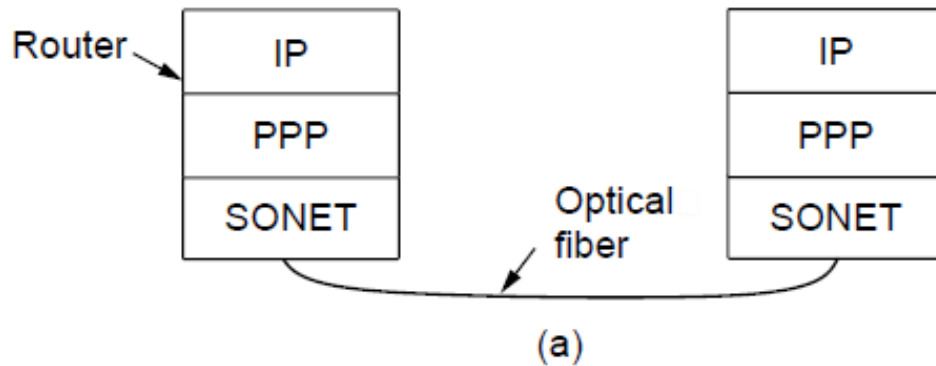 Router
IP
IP
PPP
PPP
SONET
Optical
fiber
SONET
(a)